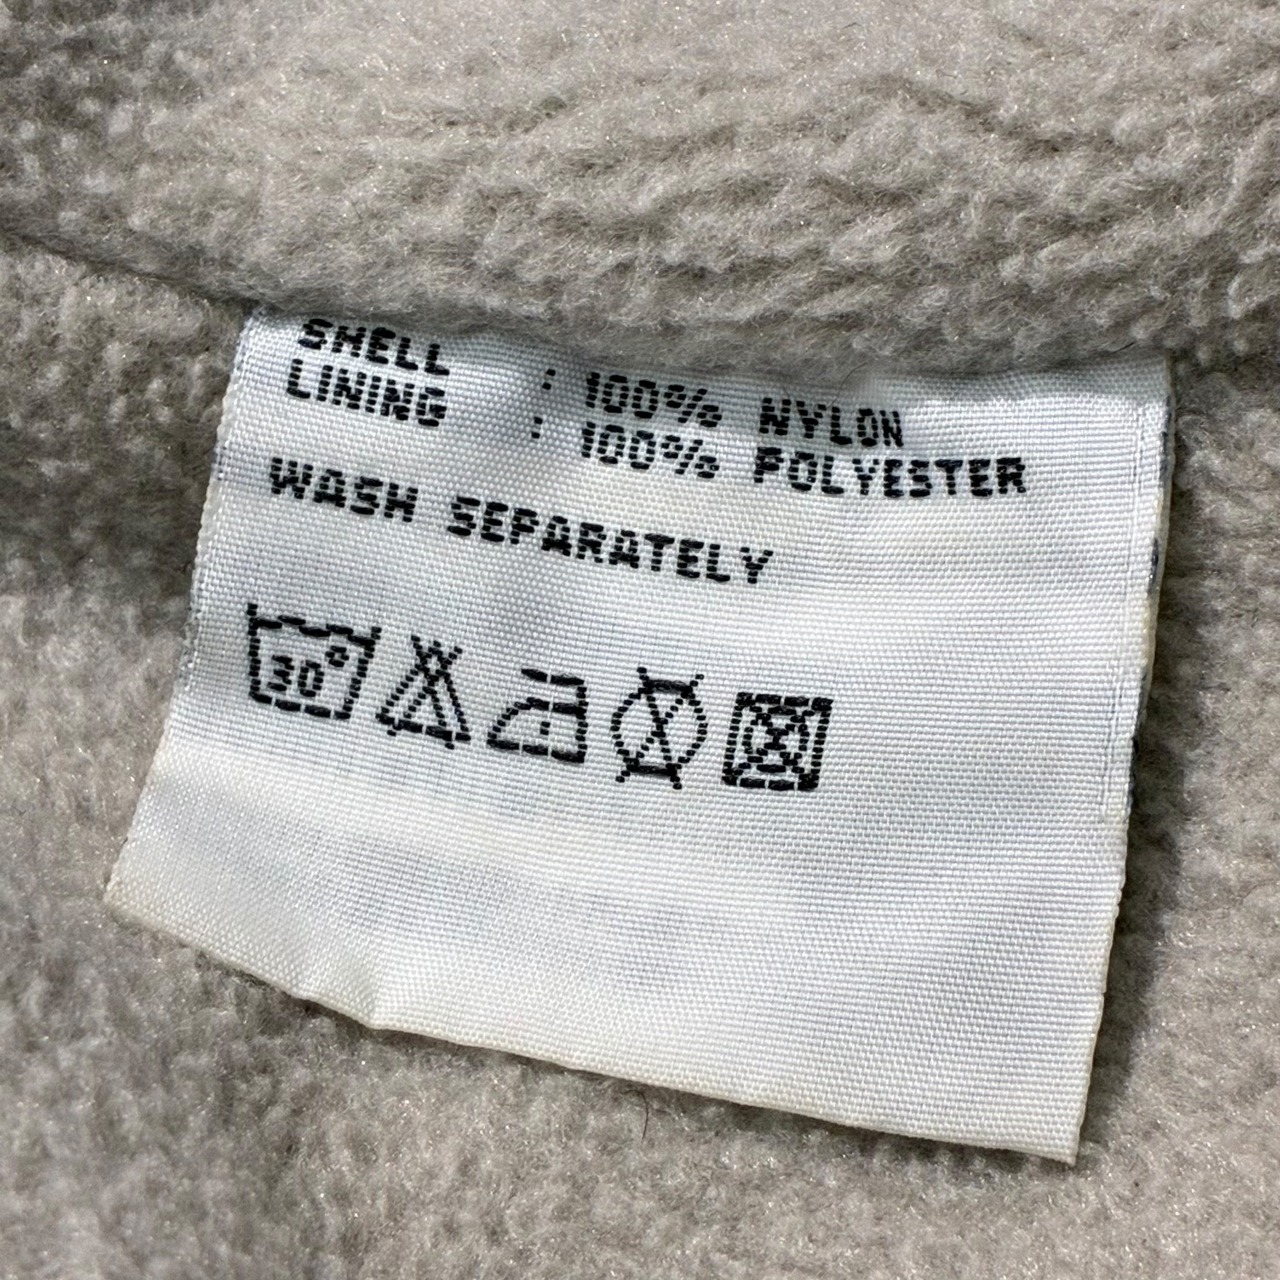 SHELL : 100% NYLON
LINING : 100% POLYESTER
WASH SEPARATELY
30°